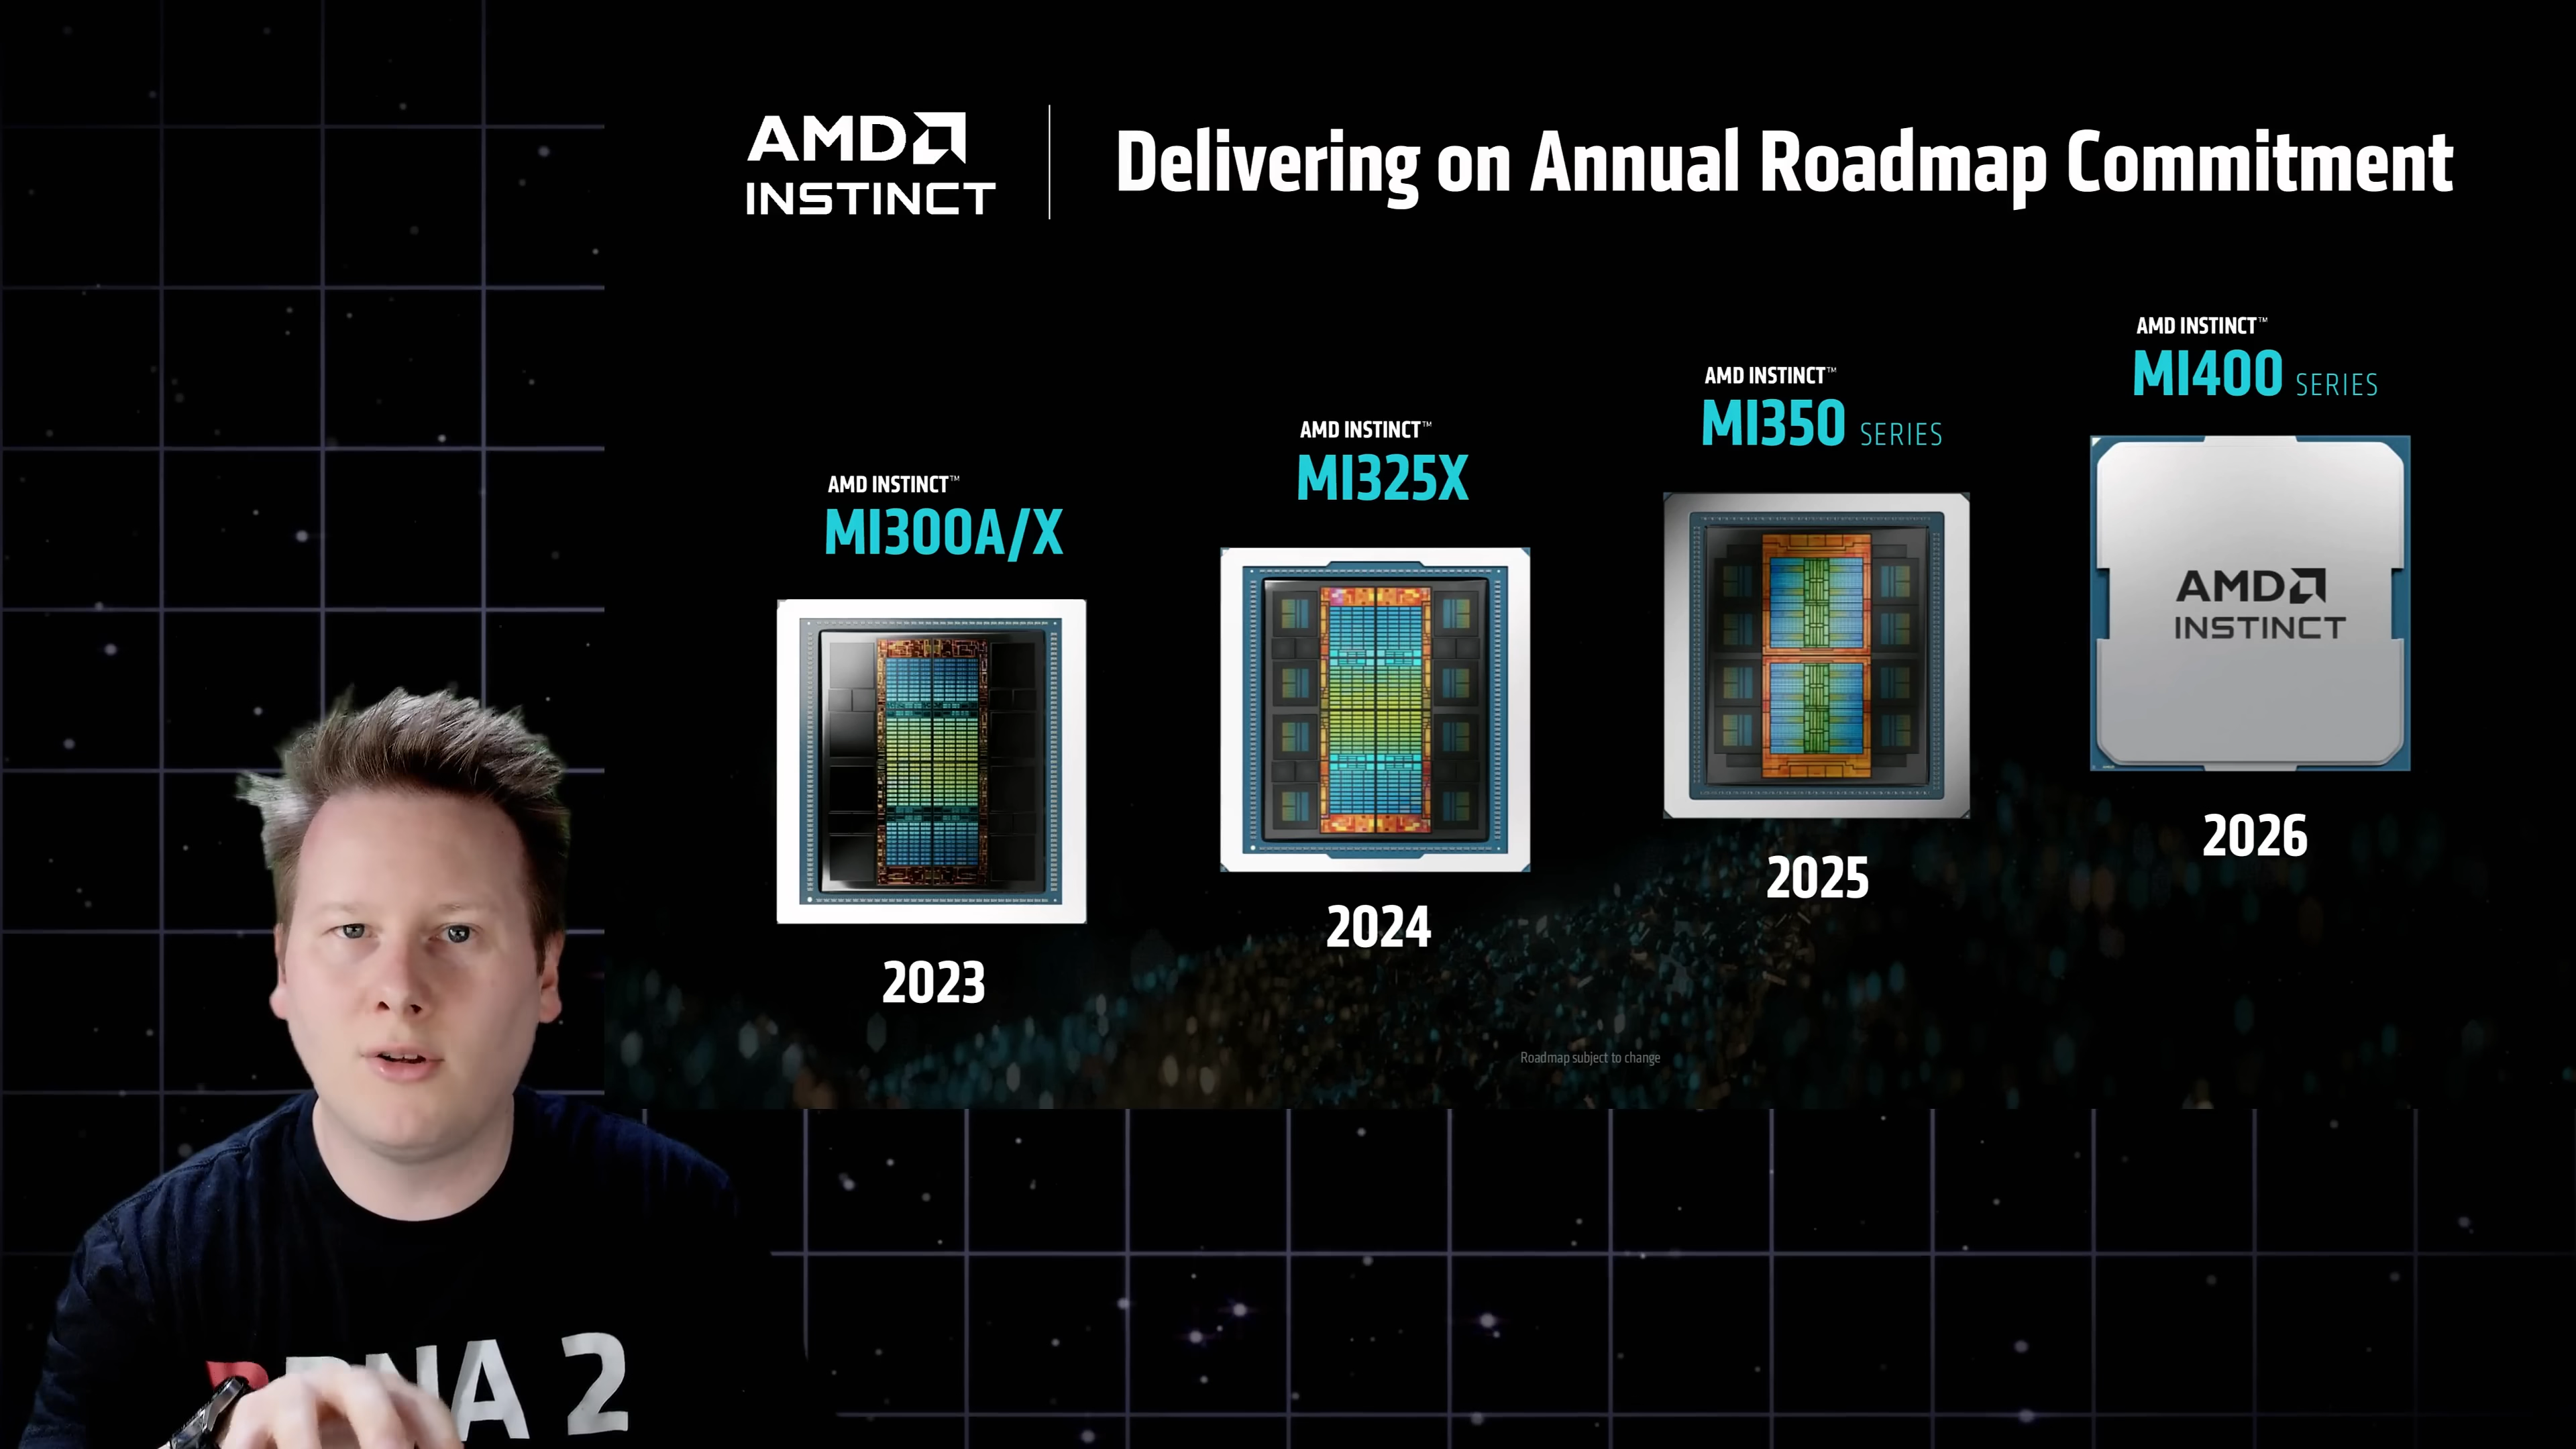 AMD
INSTINCT
Delivering on Annual Roadmap Commitment
AMD INSTINCT™
MI300A/X
2023
AMD INSTINCT™
MI325X
2024
AMD INSTINCT™
MI350 SERIES
2025
AMD INSTINCT™
MI400 SERIES
AMD
INSTINCT
2026
Roadmap subject to change
2